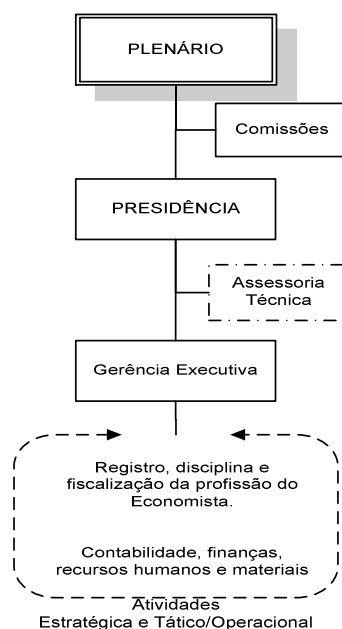 PLENÁRIO
Comissões
PRESIDÊNCIA
Assessoria
Técnica
Gerência Executiva
Registro, disciplina e
fiscalização da profissão do
Economista.
Contabilidade, finanças,
recursos humanos e materiais
Atividades
Estratégica e Tático/Operacional